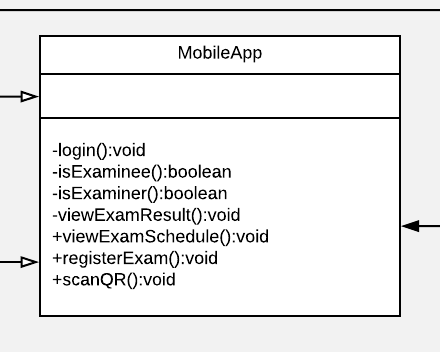 MobileApp
-login():void
-isExaminee():boolean
-isExaminer():boolean
-viewExamResult():void
+viewExamSchedule():void
+registerExam():void
+scanQR():void